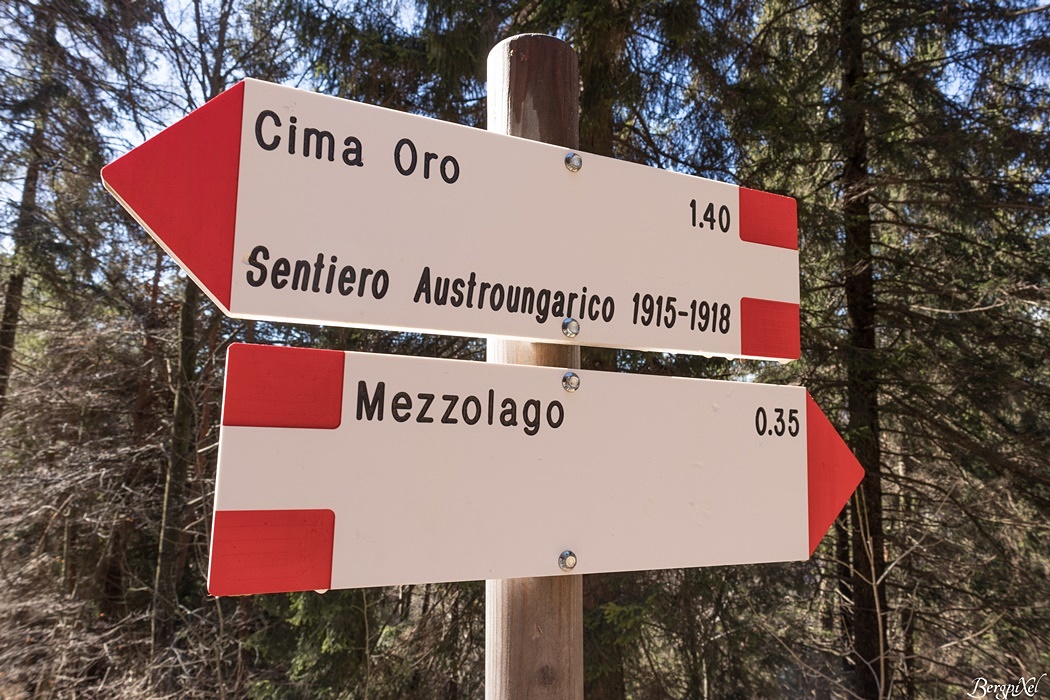 Cima Oro
1.40
Sentiero Austroungarico 1915-1918
Mezzolago
0.35
BergpiXel